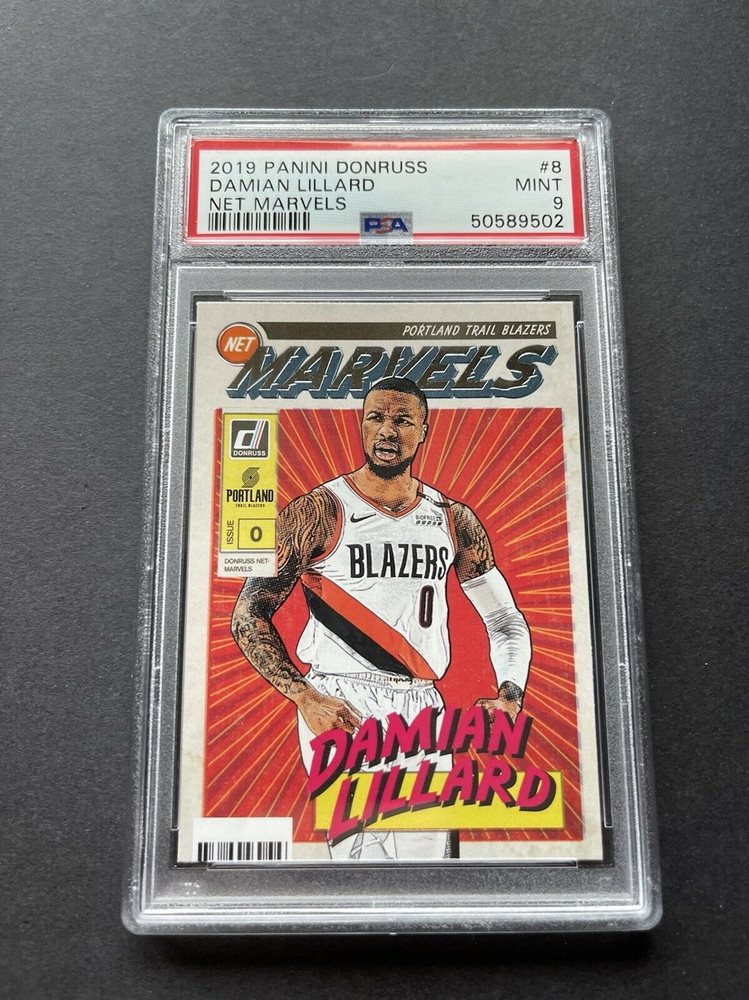 2019 PANINI DONRUSS #8
DAMIAN LILLARD MINT
NET MARVELS 9
PSA 50589502
PORTLAND TRAIL BLAZERS
NET
MARVELS
d
DONRUSS
PORTLAND
TRAIL BLAZERS
ISSUE 0
DONRUSS NET-
MARVELS
BIOFREEZE
BLAZERS
0
DAMIAN
LILLARD